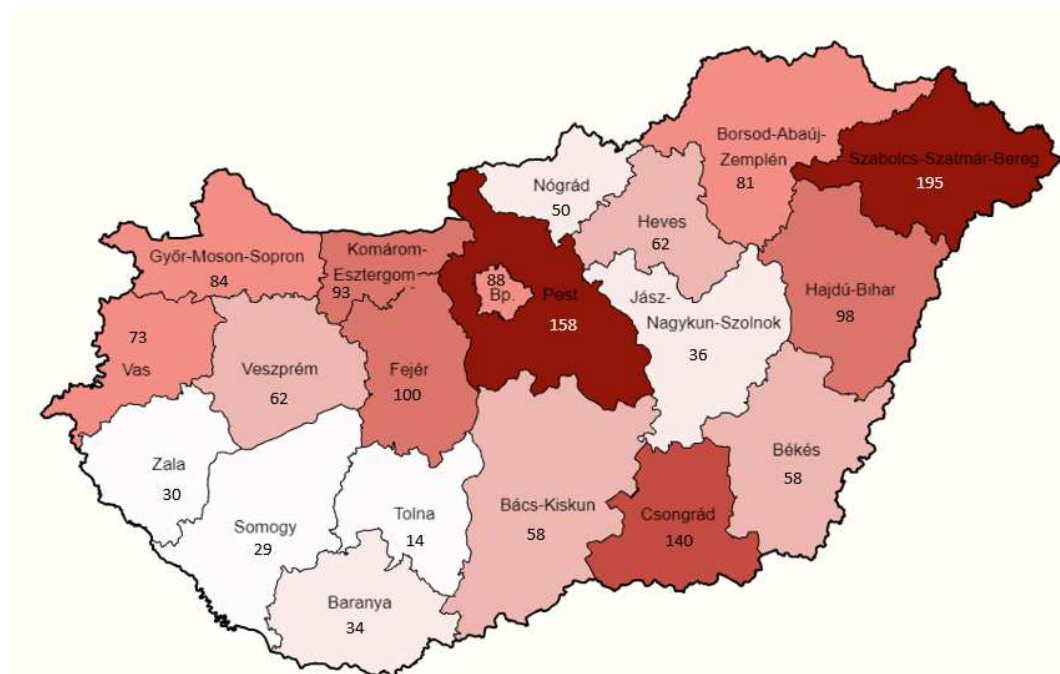 Borsod-Abaúj-
Zemplén
81
Szabolcs-Szatmár-Bereg
195
Nógrád
50
Heves
62
Győr-Moson-Sopron
84
Komárom-
Esztergom
93
88
Bp.
Pest
158
Jász-
Nagykun-Szolnok
36
Hajdú-Bihar
98
73
Vas
Veszprém
62
Fejér
100
Zala
30
Somogy
29
Tolna
14
Bács-Kiskun
58
Csongrád
140
Békés
58
Baranya
34